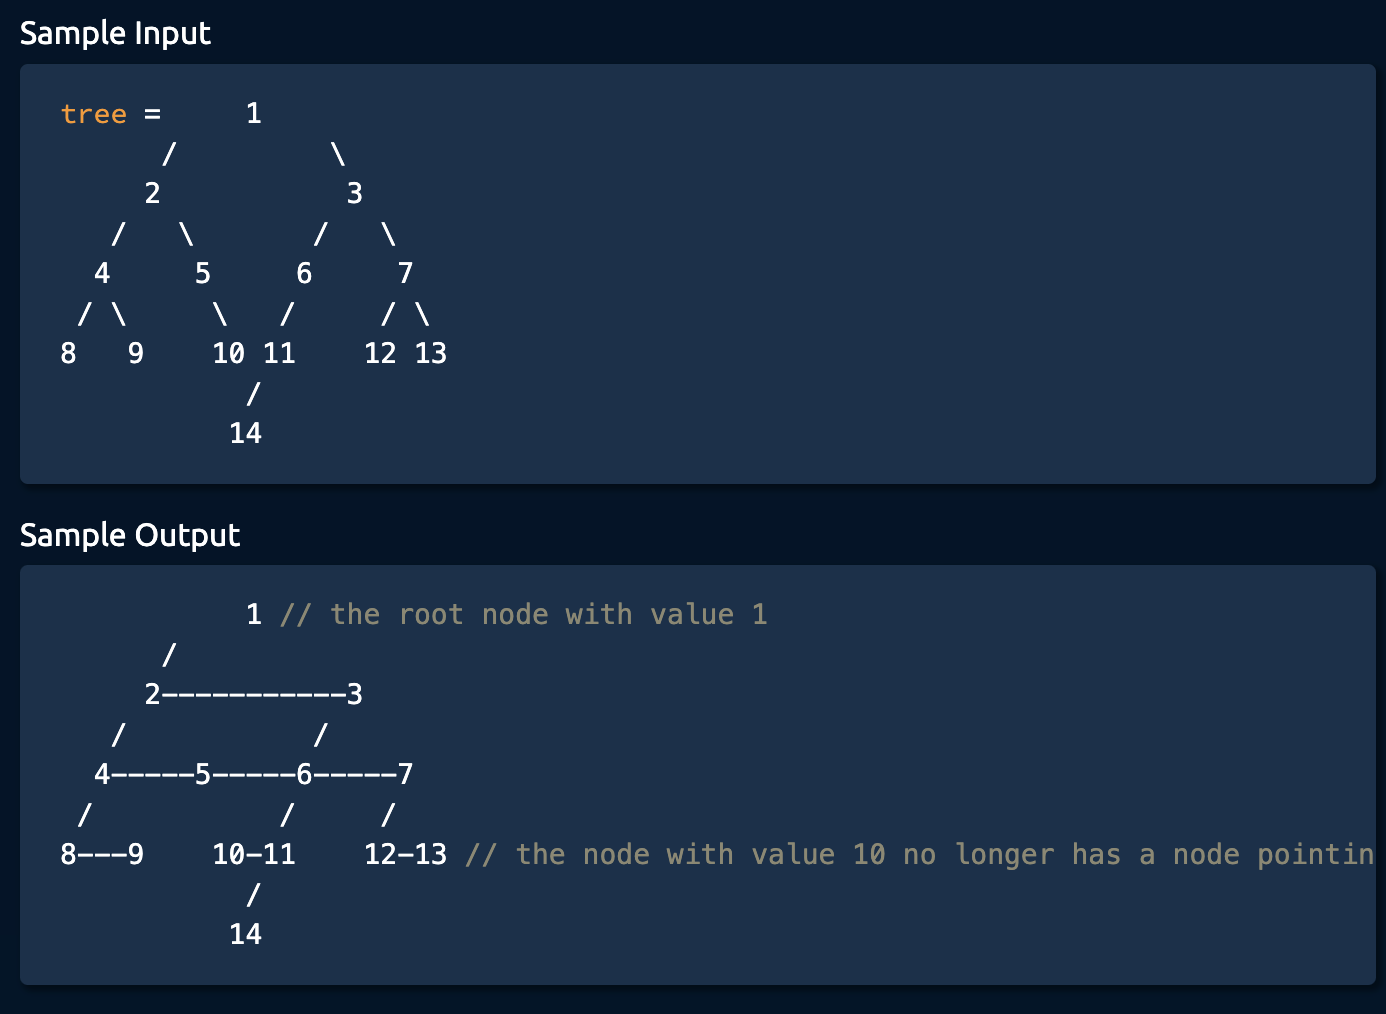 Sample Input
tree =     1
      /         \
     2           3
   /   \       /   \
  4     5     6     7
 / \     \   /     / \
8   9    10 11    12 13
           /
          14
Sample Output
           1 // the root node with value 1
      /
     2-----------3
   /           /
  4-----5-----6-----7
 /           /     /
8---9    10-11    12-13 // the node with value 10 no longer has a node pointin
           /
          14